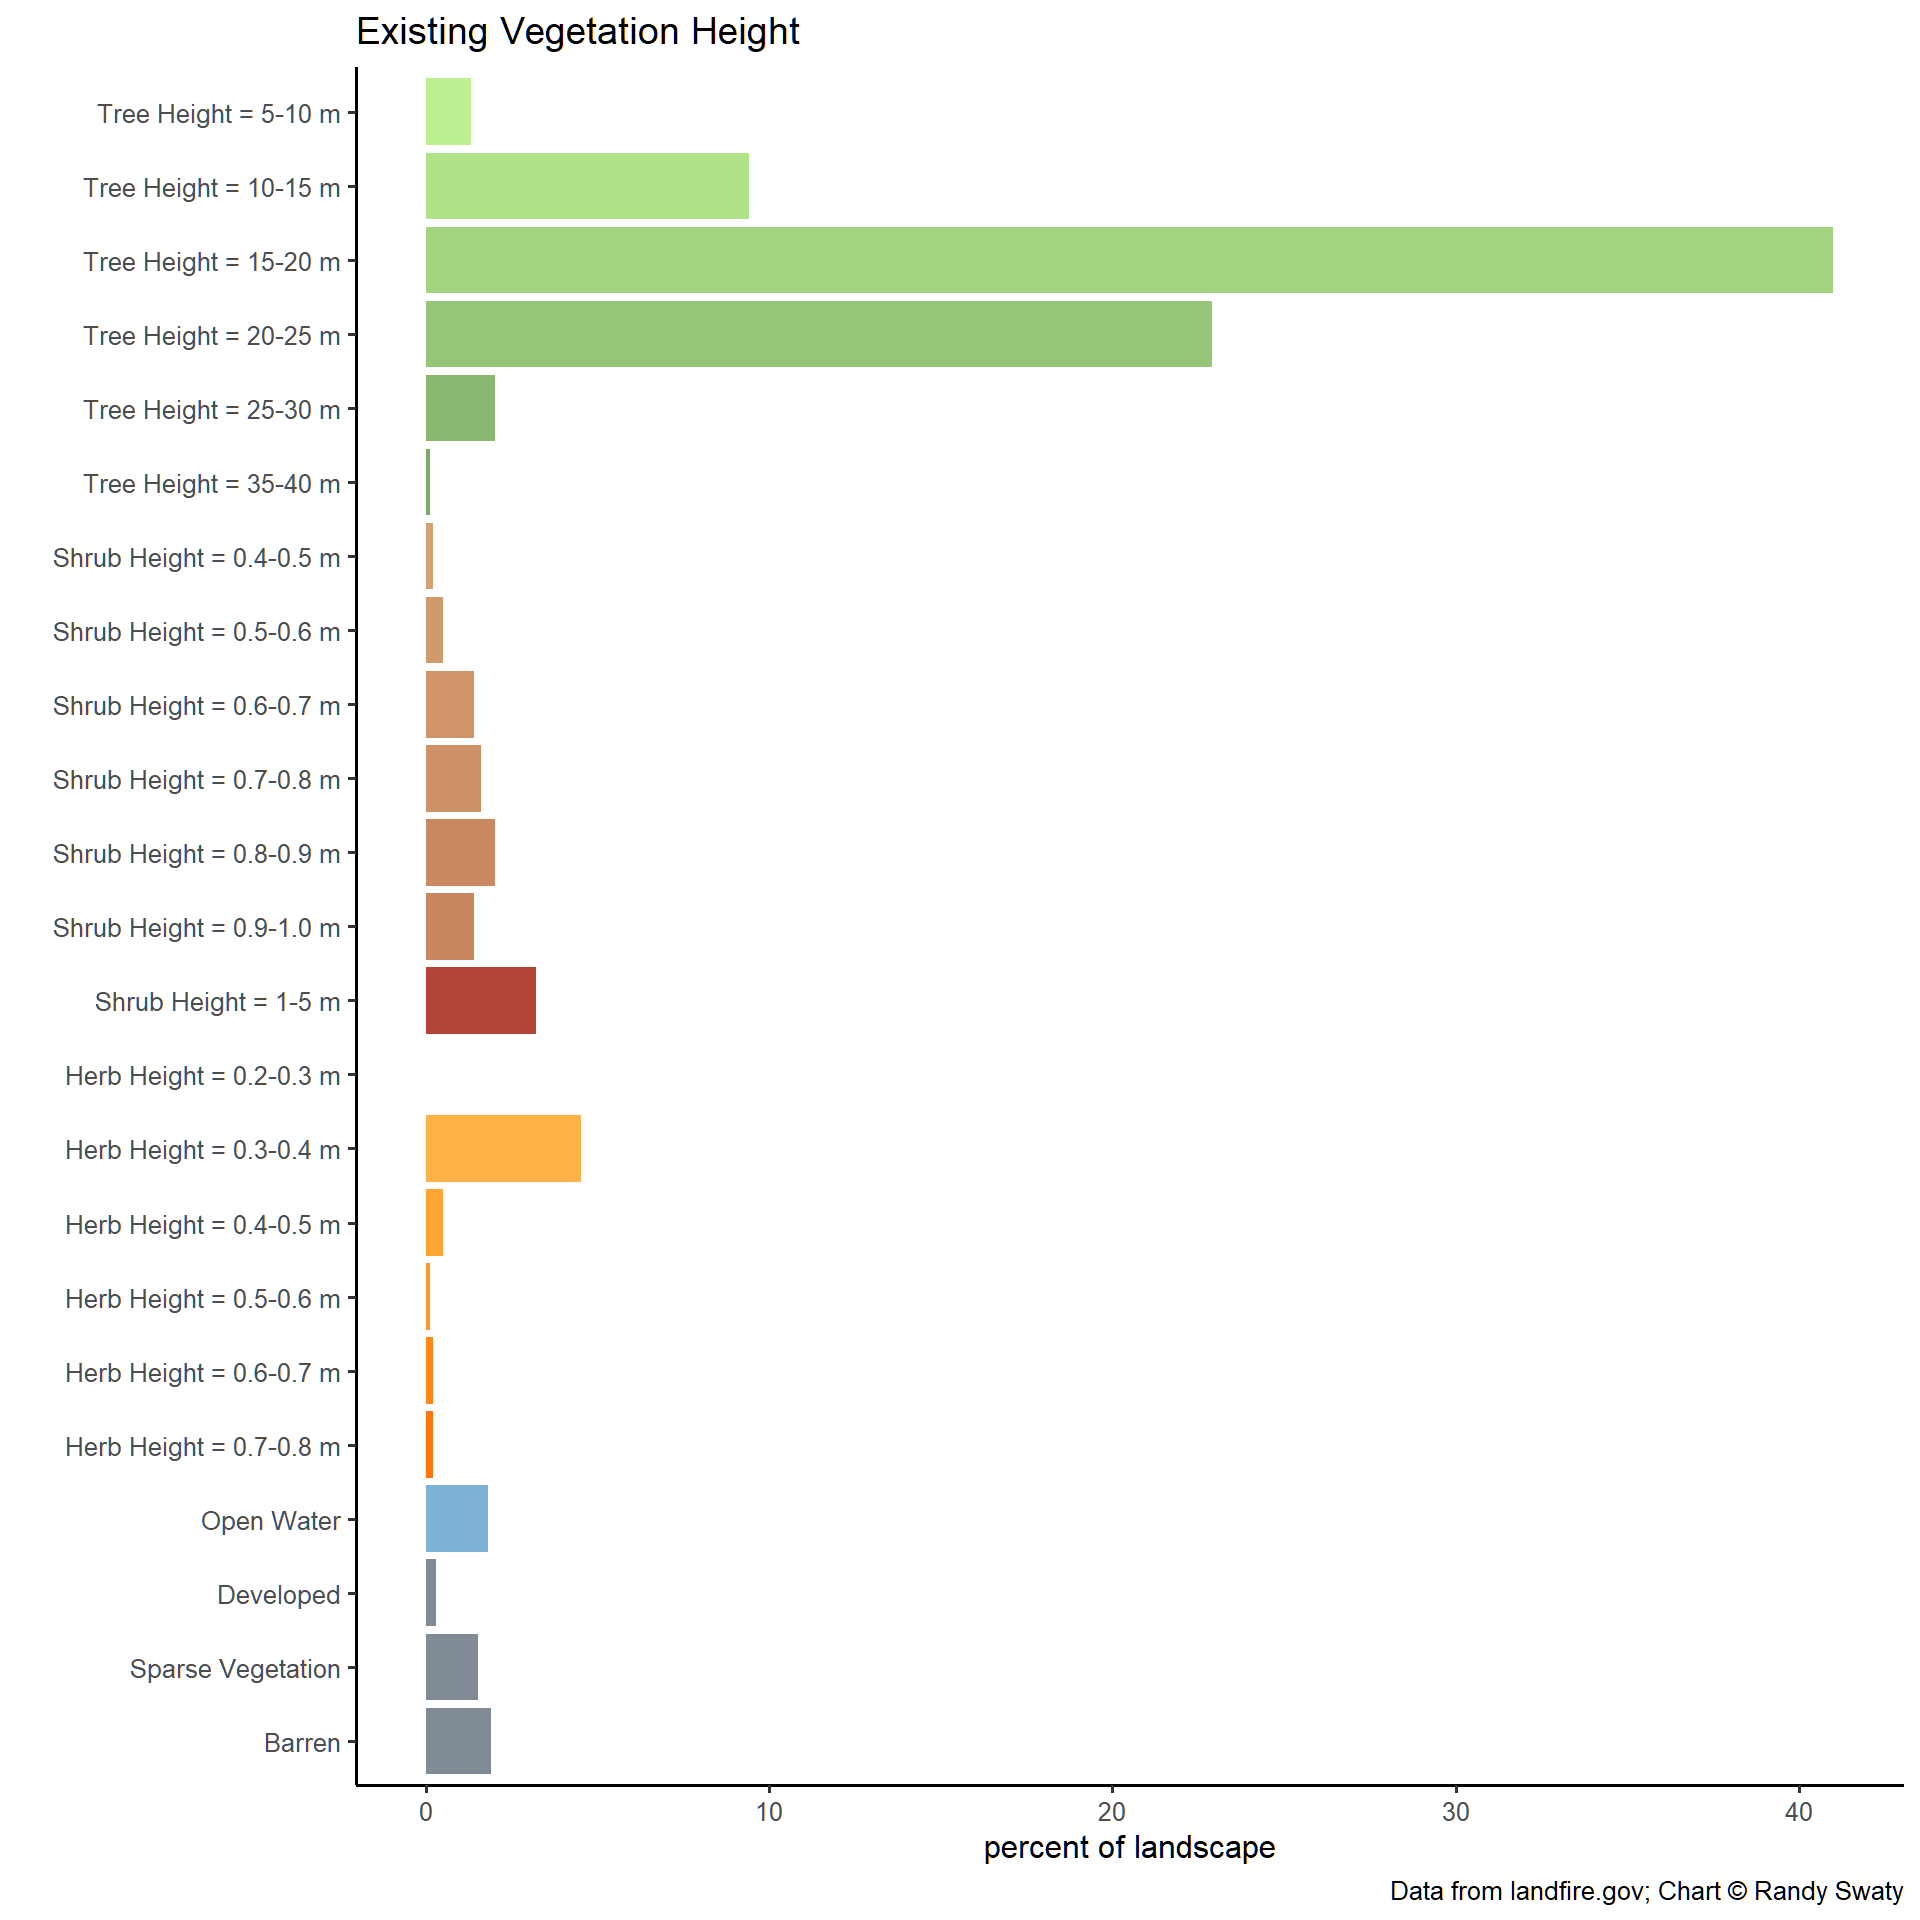 Existing Vegetation Height
Tree Height = 5-10 m
Tree Height = 10-15 m
Tree Height = 15-20 m
Tree Height = 20-25 m
Tree Height = 25-30 m
Tree Height = 35-40 m
Shrub Height = 0.4-0.5 m
Shrub Height = 0.5-0.6 m
Shrub Height = 0.6-0.7 m
Shrub Height = 0.7-0.8 m
Shrub Height = 0.8-0.9 m
Shrub Height = 0.9-1.0 m
Shrub Height = 1-5 m
Herb Height = 0.2-0.3 m
Herb Height = 0.3-0.4 m
Herb Height = 0.4-0.5 m
Herb Height = 0.5-0.6 m
Herb Height = 0.6-0.7 m
Herb Height = 0.7-0.8 m
Open Water
Developed
Sparse Vegetation
Barren
0 10 20 30 40
percent of landscape
Data from landfire.gov; Chart © Randy Swaty